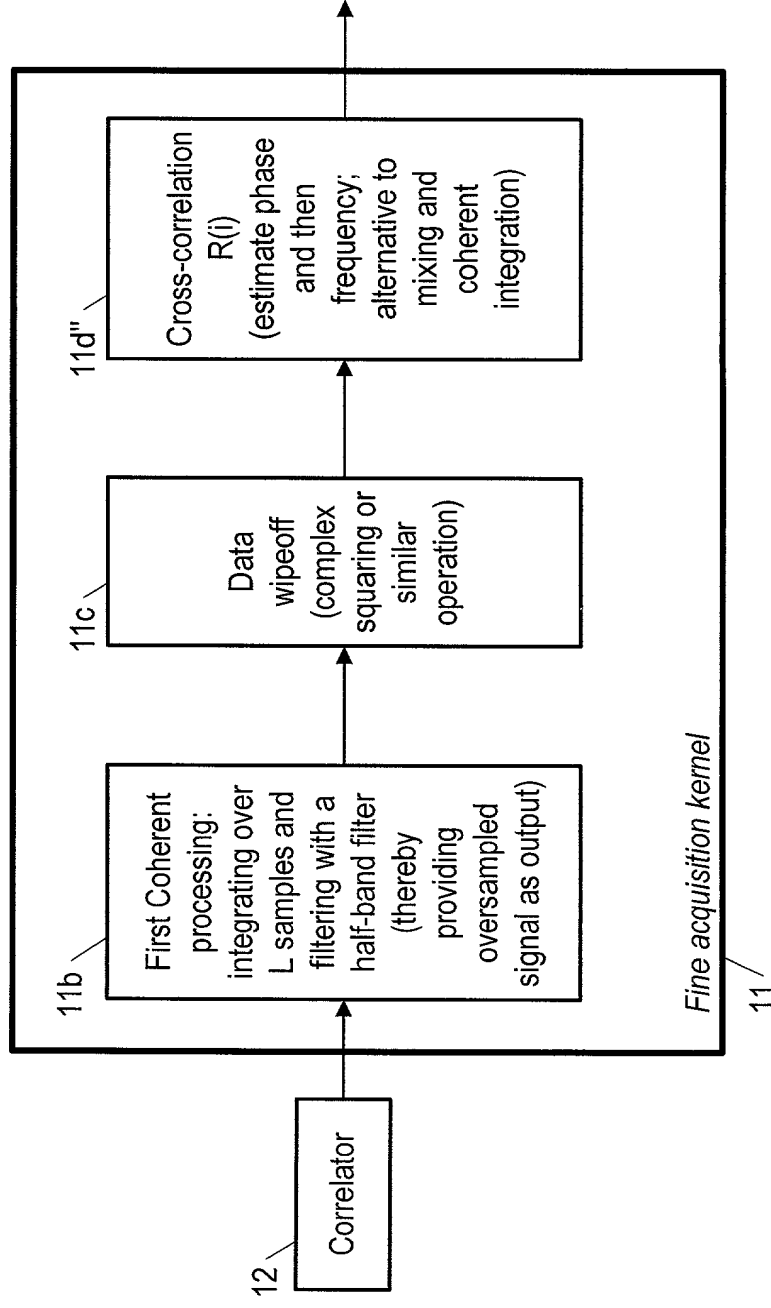 12
Correlator
11b
First Coherent
processing:
integrating over
L samples and
filtering with a
half-band filter
(thereby
providing
oversampled
signal as output)
11c
Data
wipeoff
(complex
squaring or
similar
operation)
11d"
Cross-correlation
R(i)
(estimate phase
and then
frequency;
alternative to
mixing and
coherent
integration)
Fine acquisition kernel
11